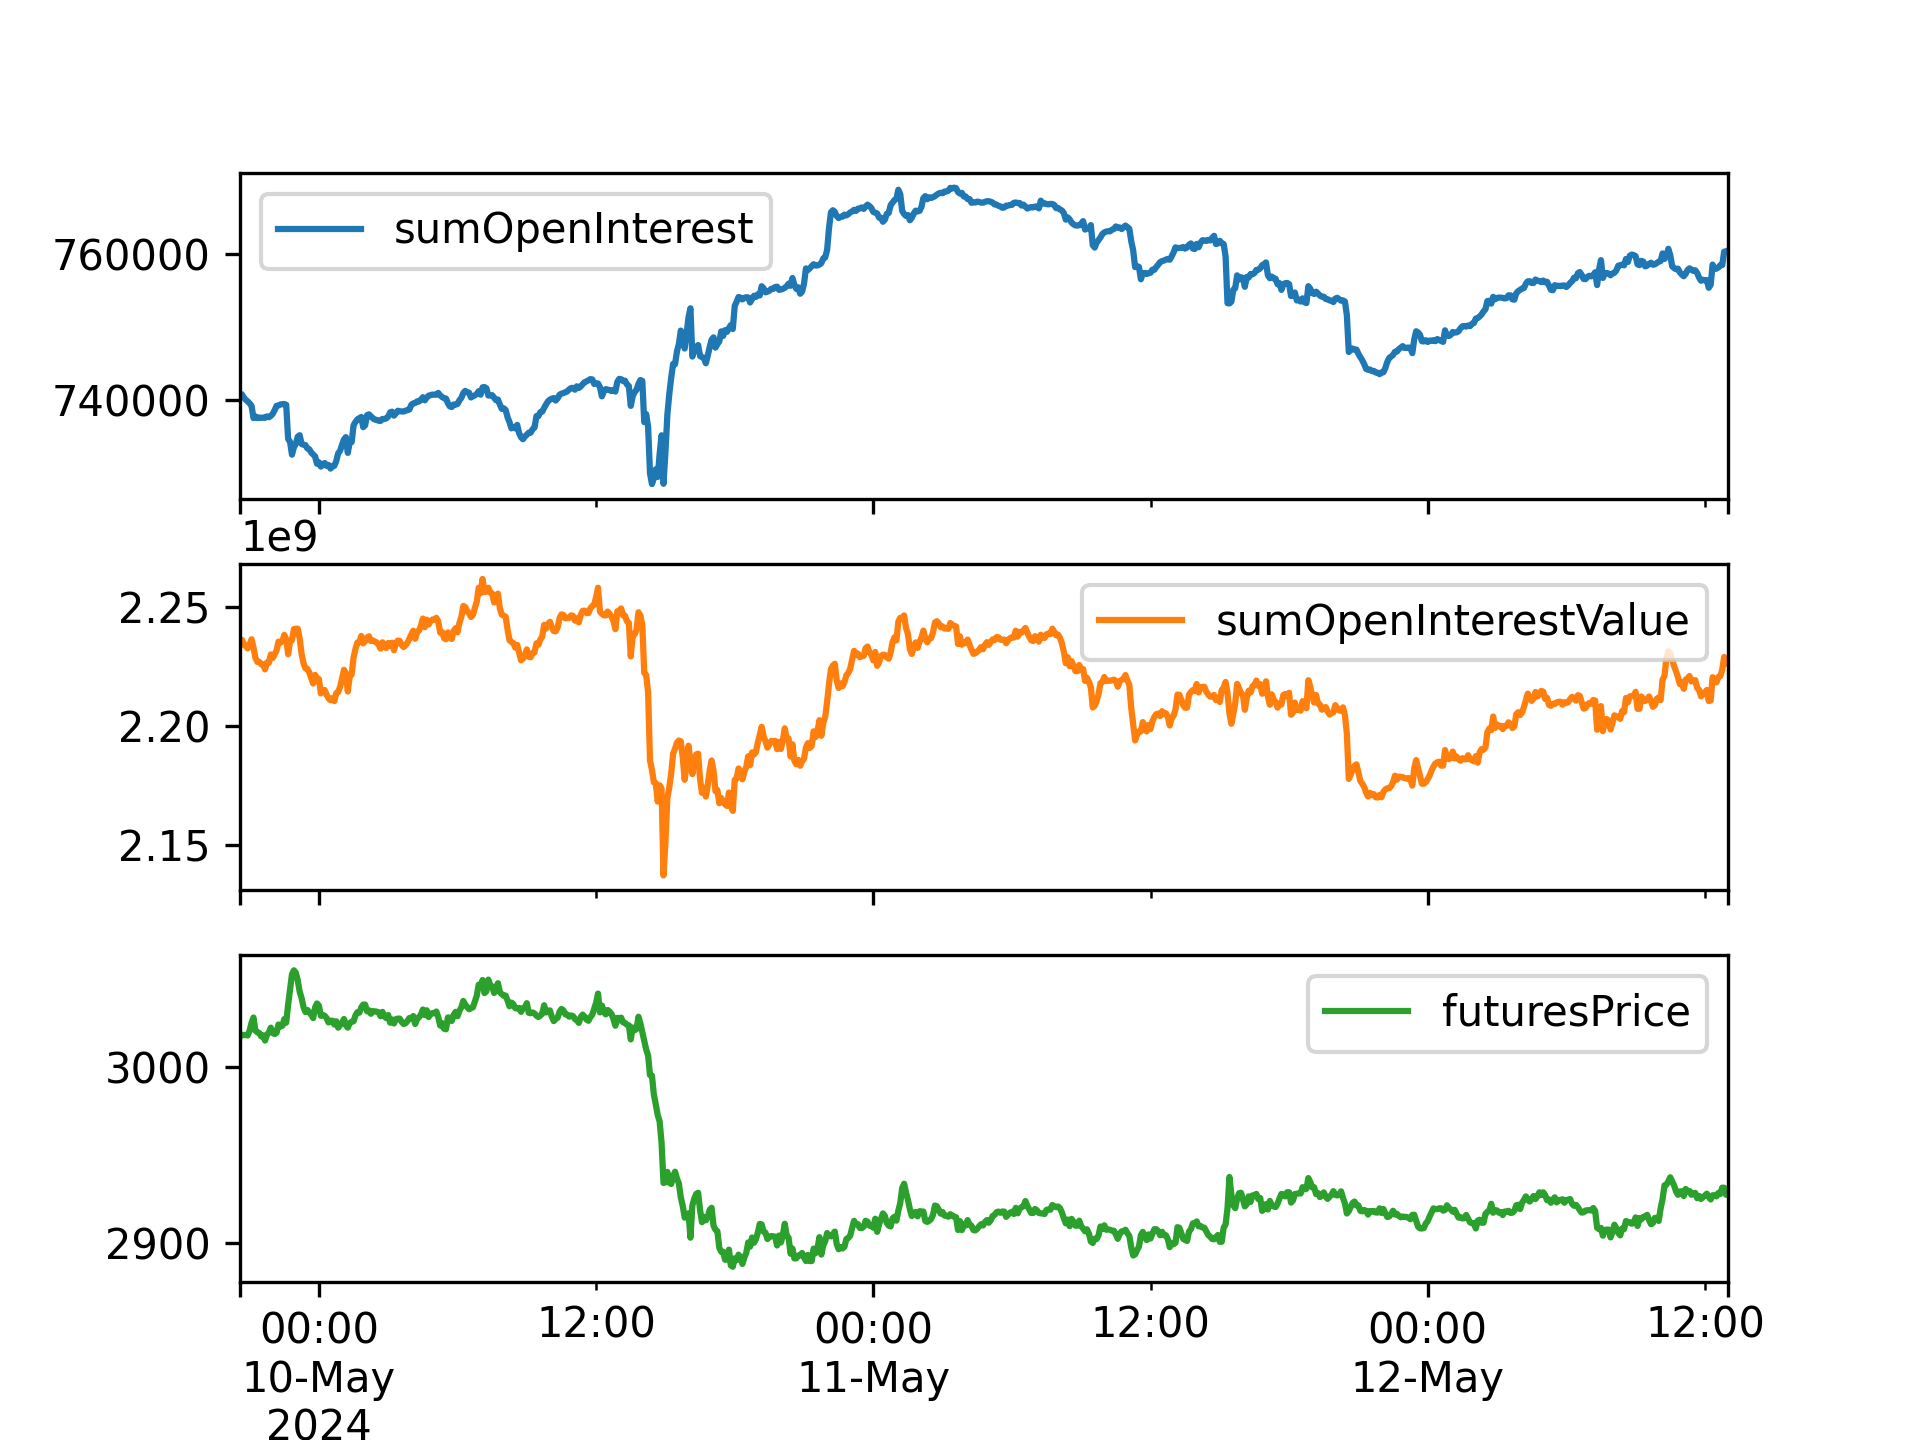 sumOpenInterest
760000
740000
1e9
sumOpenInterestValue
2.25
2.20
2.15
futuresPrice
3000
2900
00:00 12:00 00:00 12:00 00:00 12:00
10-May 11-May 12-May
2024